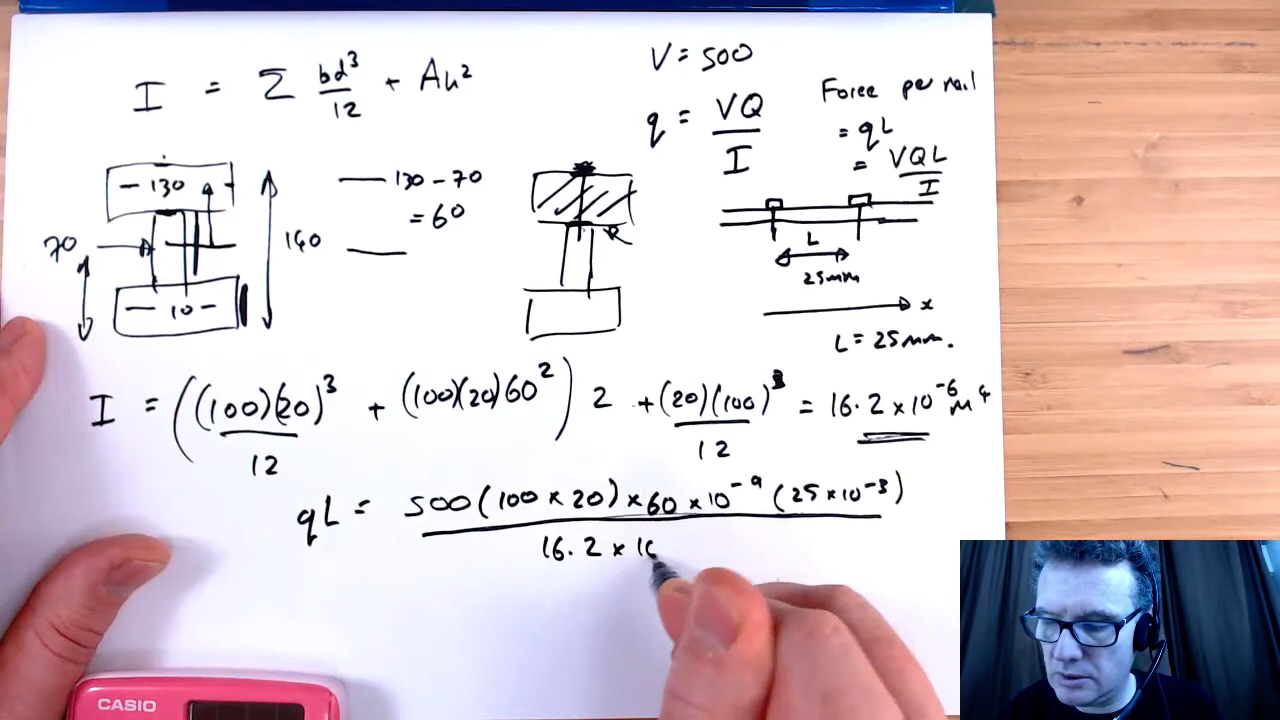 I = Σ bd³/12 + Ah²
V = 500
q = VQ/I
Force per nail
= qL
= VQL/I
130
70
10
140
130 - 70
= 60
L
25mm
x
L = 25mm.
I = ((100)(20)³/12 + (100)(20)60²) 2 + (20)(100)³/12 = 16.2 × 10⁻⁶ M⁴
qL = 500(100 × 20) × 60 × 10⁻⁹ (25 × 10⁻³)
16.2 × 10
CASIO